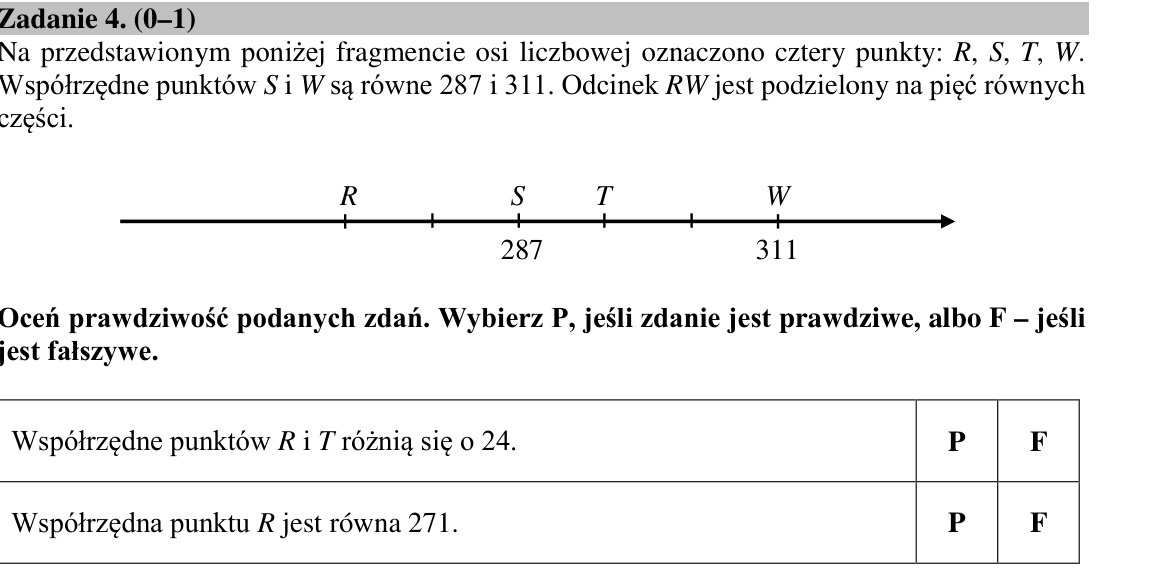 Zadanie 4. (0–1)
Na przedstawionym poniżej fragmencie osi liczbowej oznaczono cztery punkty: R, S, T, W.
Współrzędne punktów S i W są równe 287 i 311. Odcinek RW jest podzielony na pięć równych
części.
R S T W
287 311
Oceń prawdziwość podanych zdań. Wybierz P, jeśli zdanie jest prawdziwe, albo F – jeśli
jest fałszywe.
Współrzędne punktów R i T różnią się o 24. P F
Współrzędna punktu R jest równa 271. P F